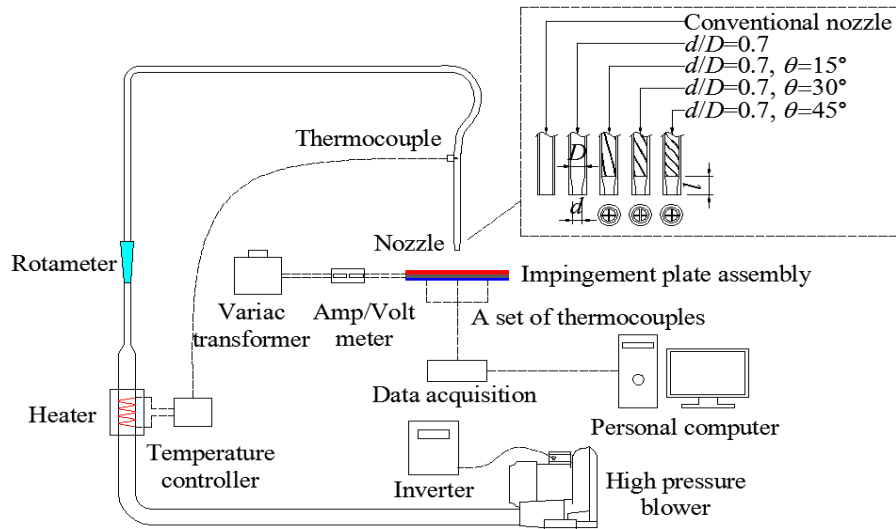 Conventional nozzle
d/D=0.7
d/D=0.7, θ=15°
d/D=0.7, θ=30°
d/D=0.7, θ=45°
D
l
d
Thermocouple
Nozzle
Rotameter
Impingement plate assembly
Variac
transformer
Amp/Volt
meter
A set of thermocouples
Data acquisition
Heater
Personal computer
Temperature
controller
Inverter
High pressure
blower